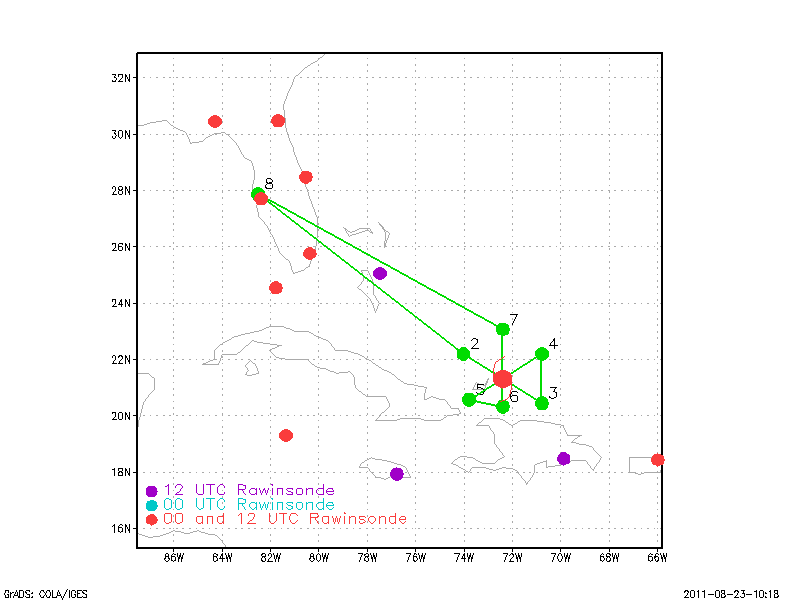 32N
30N
8
28N
26N
24N
7
2
4
22N
5
6
3
20N
18N
12 UTC Rawinsonde
00 UTC Rawinsonde
00 and 12 UTC Rawinsonde
16N
86W 84W 82W 80W 78W 76W 74W 72W 70W 68W 66W
GrADS: COLA/IGES 2011-08-23-10:18